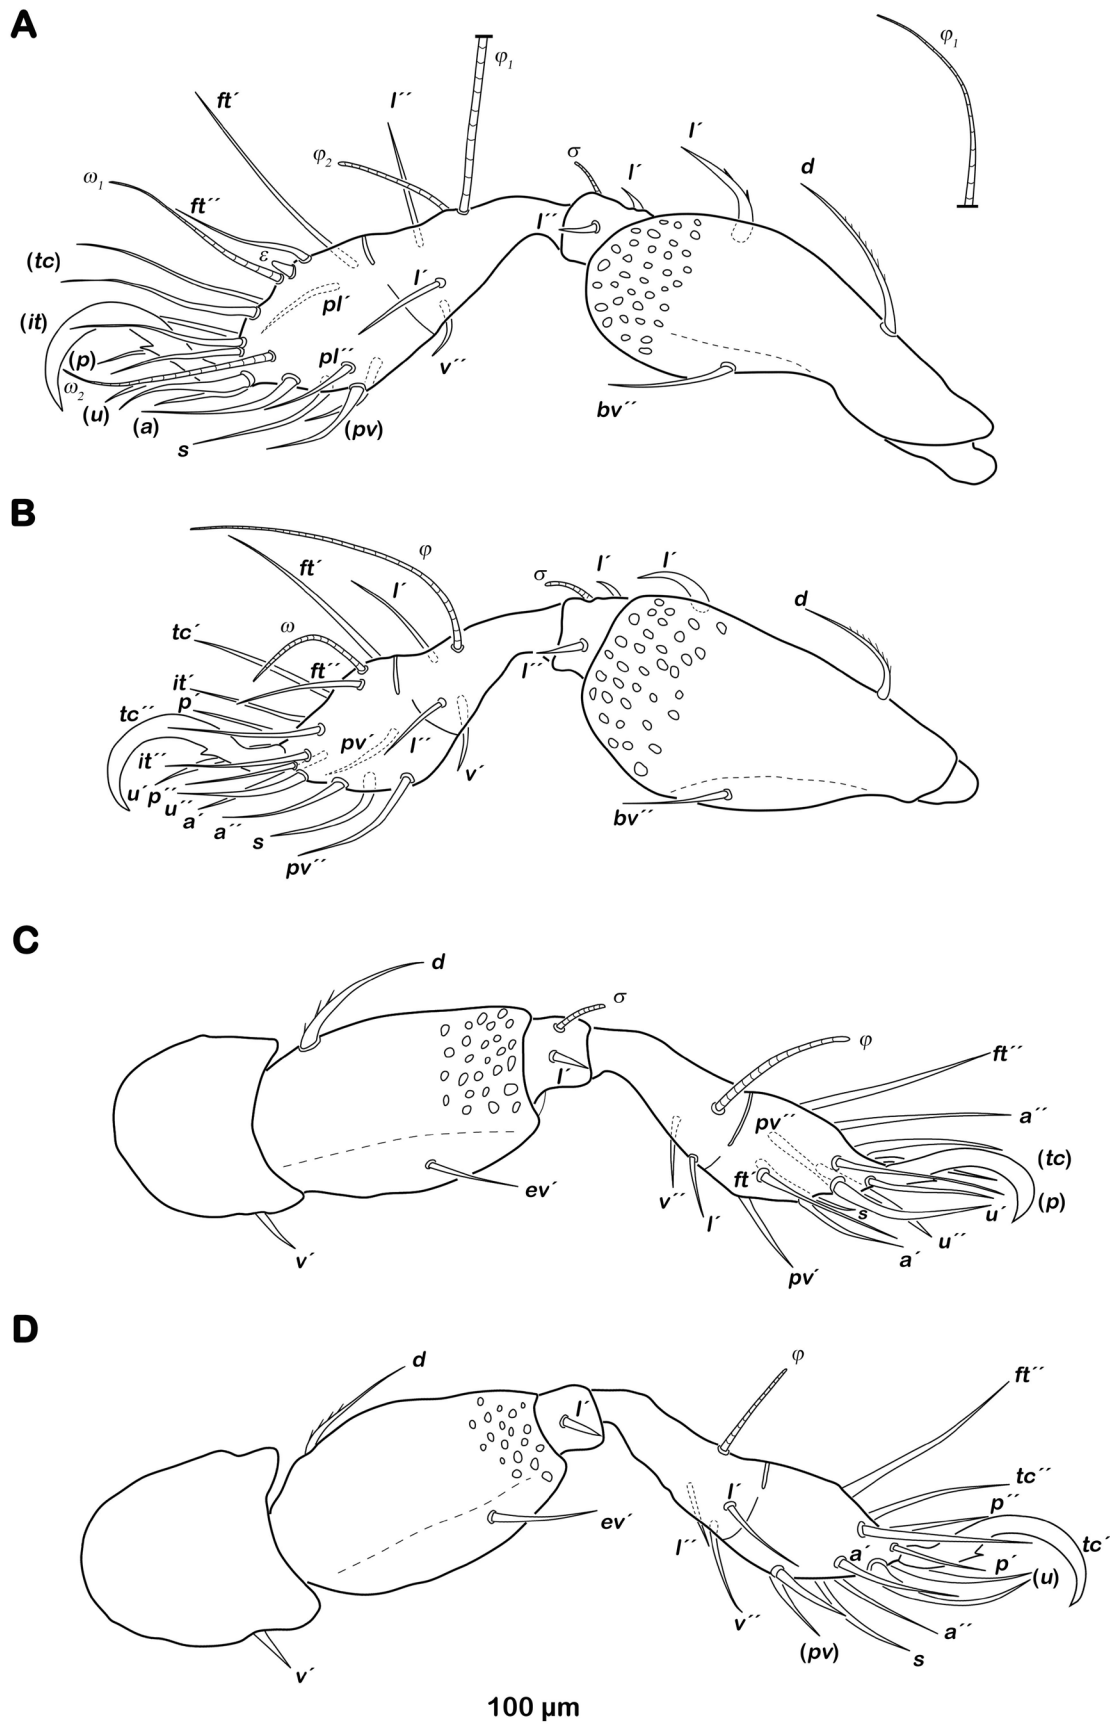 A
φ1
φ1
ft´
l´´
φ2
σ
l´
l´
d
ω1
ft´´
l´´
ε
(tc)
l´
pl´
(it)
(p)
pl´´
v´´
ω2
(u)
(a)
(pv)
bv´´
s
B
φ
ft´
l´
σ
l´
l´
d
ω
tc´
ft´´
l´´
it´
p´
tc´´
pv´
l´´
it´´
v´
u´
p´´
u´´
a´
a´´
s
bv´´
pv´´
C
d
σ
φ
ft´´
l´
a´´
pv´´
(tc)
ft´
ev´
v´´
(p)
s
u´
l´
u´´
v´
a´
pv´
D
d
φ
ft´´
l´
tc´´
l´
p´´
ev´
l´´
a´
tc´
p´
(u)
v´´
(pv)
a´´
s
v´
100 µm